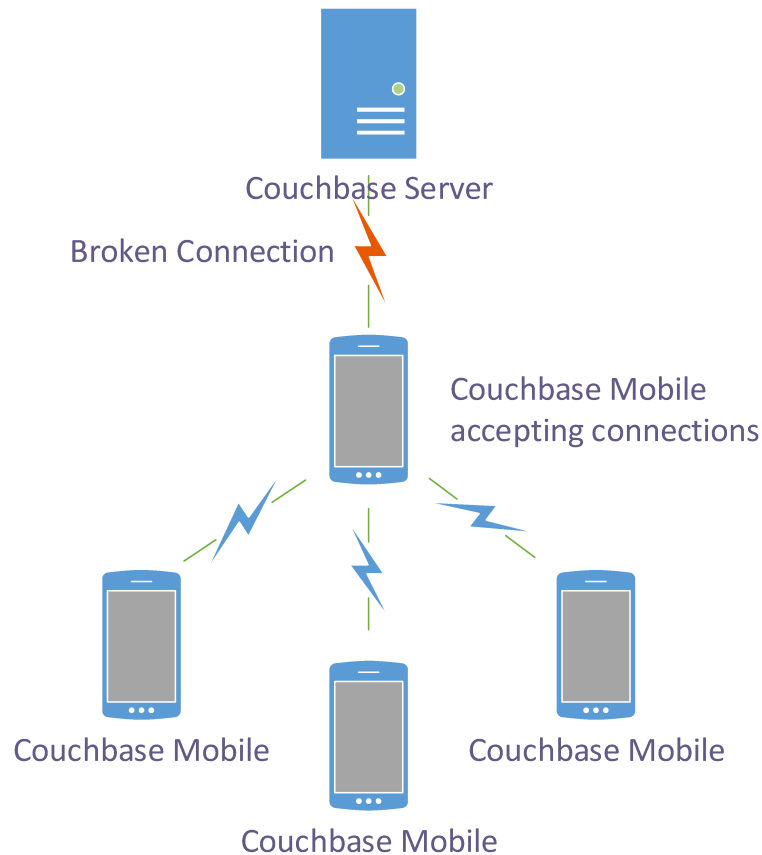 Couchbase Server
Broken Connection
Couchbase Mobile
accepting connections
Couchbase Mobile
Couchbase Mobile
Couchbase Mobile